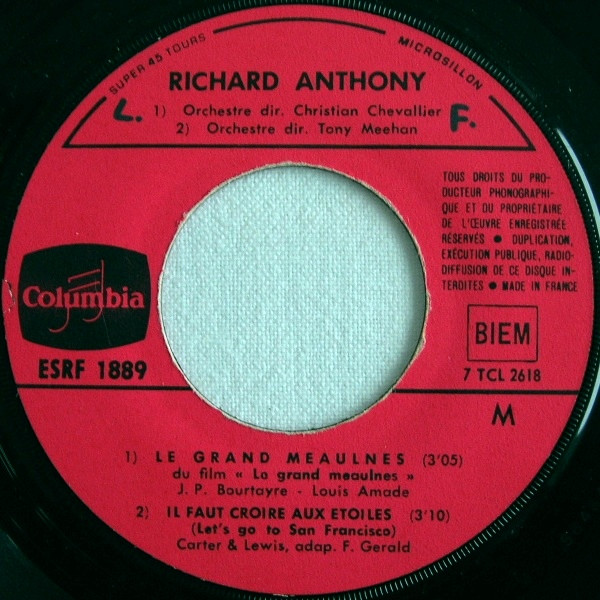 SUPER 45 TOURS
MICROSILLON
RICHARD ANTHONY
L.
1) Orchestre dir. Christian Chevallier
F.
2) Orchestre dir. Tony Meehan
TOUS DROITS DU PRO-
DUCTEUR PHONOGRAPHI-
QUE ET DU PROPRIÉTAIRE
DE L'ŒUVRE ENREGISTRÉE
RÉSERVÉS ● DUPLICATION,
EXÉCUTION PUBLIQUE, RADIO-
DIFFUSION DE CE DISQUE IN-
TERDITES ● MADE IN FRANCE
Columbia
ESRF 1889
BIEM
7 TCL 2618
M
1) LE GRAND MEAULNES (3'05)
du film « La grand meaulnes »
J. P. Bourtayre - Louis Amade
2) IL FAUT CROIRE AUX ETOILES (3'10)
(Let's go to San Francisco)
Carter & Lewis, adap. F. Gerald